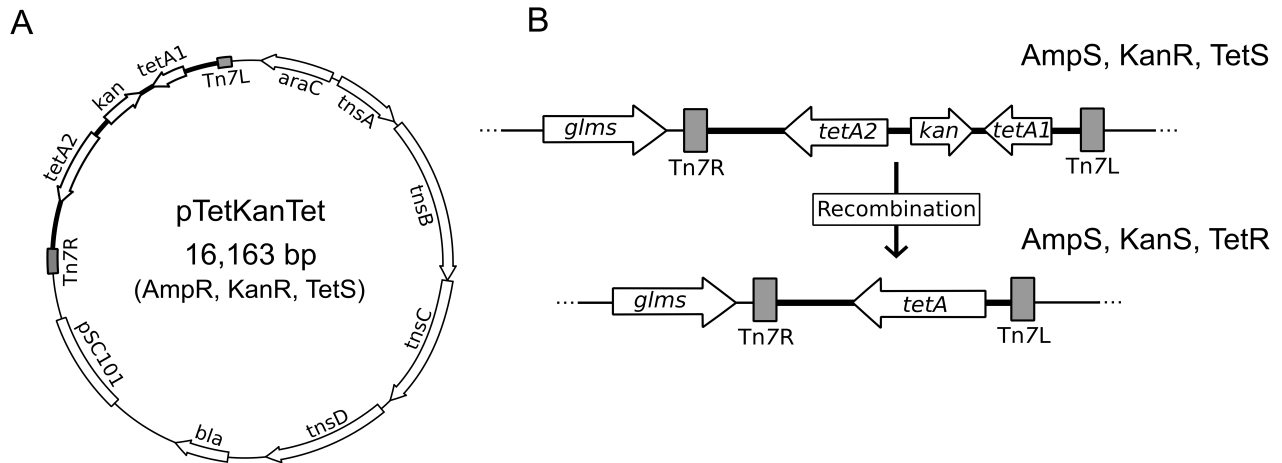 A
tetA1
Tn7L
araC
kan
tnsA
tetA2
tnsB
pTetKanTet
16,163 bp
(AmpR, KanR, TetS)
Tn7R
tnsC
pSC101
tnsD
bla
B
AmpS, KanR, TetS
... glms tetA2 kan tetA1 ...
Tn7R Tn7L
Recombination
AmpS, KanS, TetR
... glms tetA ...
Tn7R Tn7L